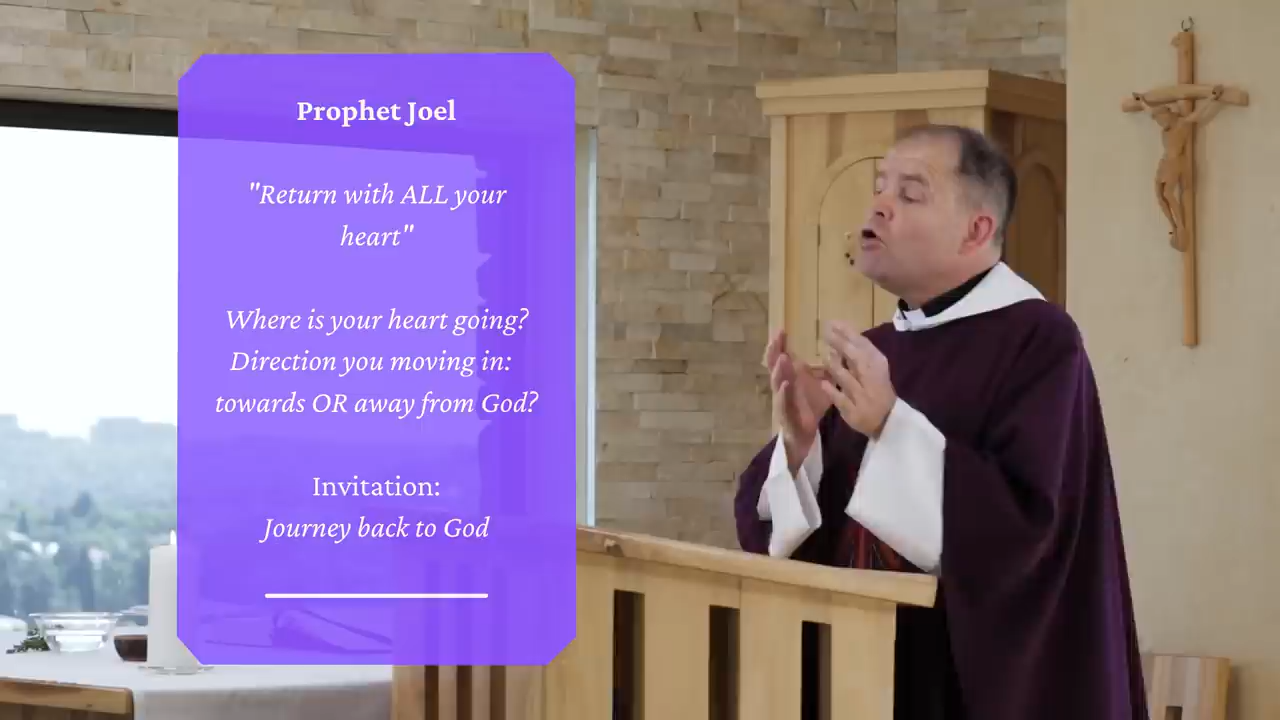 Prophet Joel
"Return with ALL your
heart"
Where is your heart going?
Direction you moving in:
towards OR away from God?
Invitation:
Journey back to God